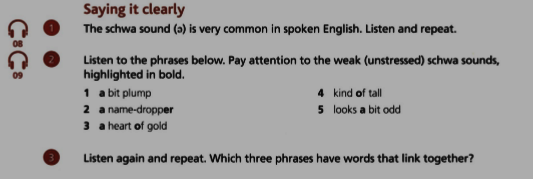 Saying it clearly
08
1 The schwa sound (ə) is very common in spoken English. Listen and repeat.
09
2 Listen to the phrases below. Pay attention to the weak (unstressed) schwa sounds,
highlighted in bold.
1 a bit plump
2 a name-dropper
3 a heart of gold
4 kind of tall
5 looks a bit odd
3 Listen again and repeat. Which three phrases have words that link together?